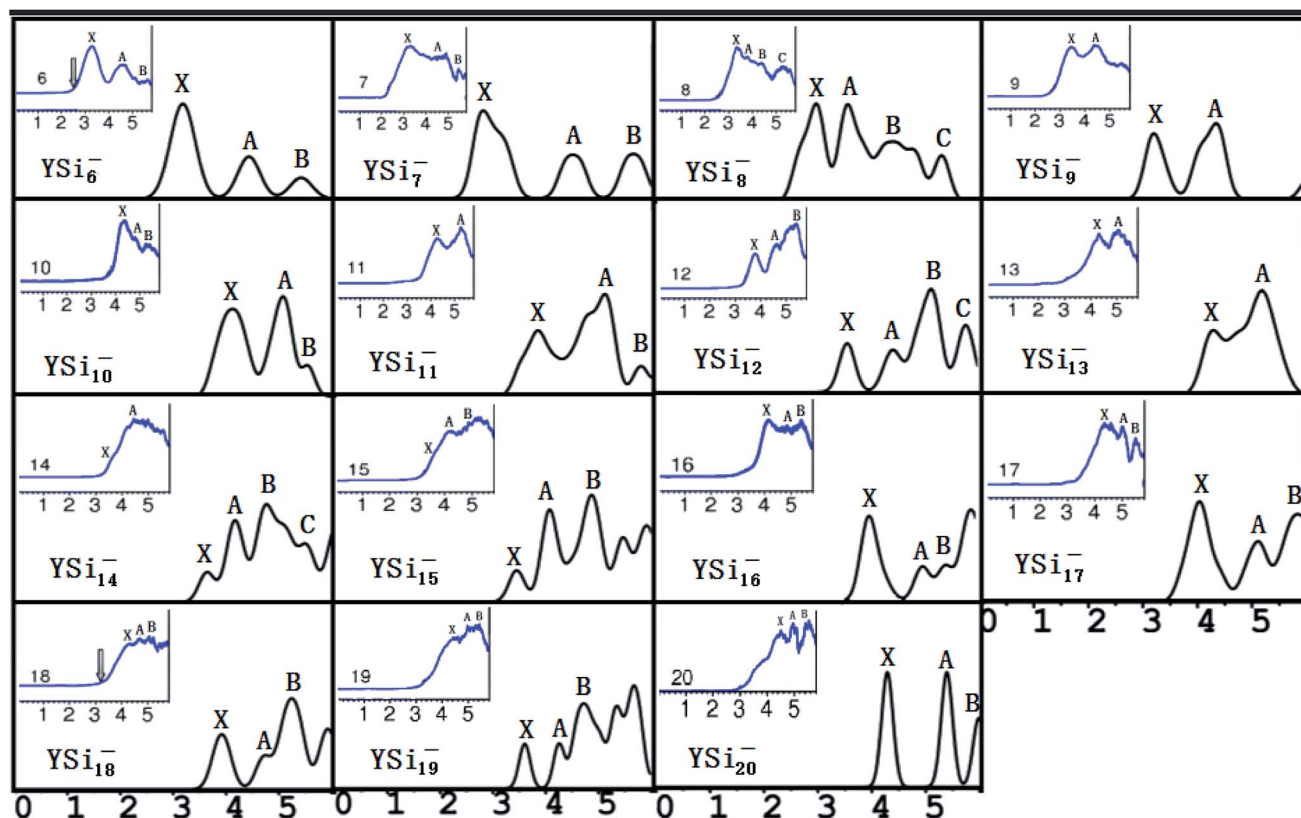 X
A
B
6
1 2 3 4 5
X
A
B
YSi₆⁻
X
A
B
7
1 2 3 4 5
X
A
B
YSi₇⁻
X
A
B
C
8
1 2 3 4 5
X
A
B
C
YSi₈⁻
X
A
9
1 2 3 4 5
X
A
YSi₉⁻
X
A
B
10
1 2 3 4 5
X
A
B
YSi₁₀⁻
X
A
11
1 2 3 4 5
X
A
B
YSi₁₁⁻
X
A
B
12
1 2 3 4 5
X
A
B
C
YSi₁₂⁻
X
A
13
1 2 3 4 5
X
A
YSi₁₃⁻
X
A
14
1 2 3 4 5
X
A
B
C
YSi₁₄⁻
X
A
B
15
1 2 3 4 5
X
A
B
YSi₁₅⁻
X
A
B
16
1 2 3 4 5
X
A
B
YSi₁₆⁻
X
A
B
17
1 2 3 4 5
X
A
B
YSi₁₇⁻
0 1 2 3 4 5
X
A
B
18
1 2 3 4 5
X
A
B
YSi₁₈⁻
0 1 2 3 4 5
X
A
B
19
1 2 3 4 5
X
A
B
YSi₁₉⁻
0 1 2 3 4 5
X
A
B
20
1 2 3 4 5
X
A
B
YSi₂₀⁻
0 1 2 3 4 5